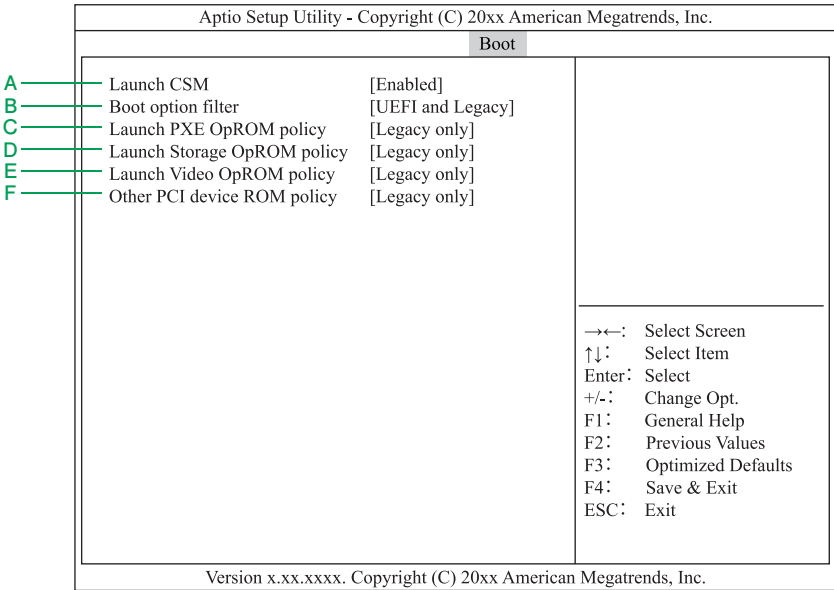 Aptio Setup Utility - Copyright (C) 20xx American Megatrends, Inc.
Boot
A Launch CSM [Enabled]
B Boot option filter [UEFI and Legacy]
C Launch PXE OpROM policy [Legacy only]
D Launch Storage OpROM policy [Legacy only]
E Launch Video OpROM policy [Legacy only]
F Other PCI device ROM policy [Legacy only]
→←: Select Screen
↑↓: Select Item
Enter: Select
+/-: Change Opt.
F1: General Help
F2: Previous Values
F3: Optimized Defaults
F4: Save & Exit
ESC: Exit
Version x.xx.xxxx. Copyright (C) 20xx American Megatrends, Inc.